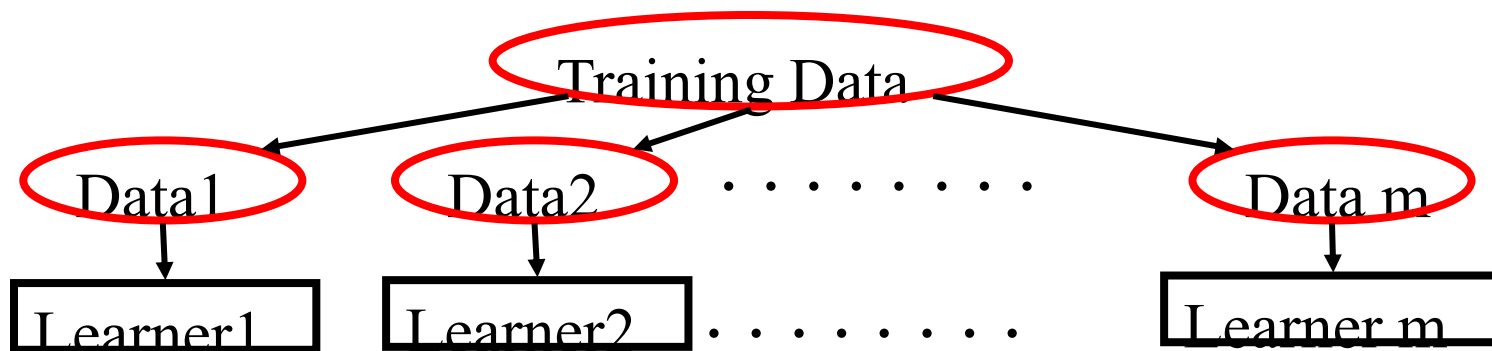 Training Data
Data1 Data2 . . . . . . . . Data m
Learner1 Learner2 . . . . . . . . Learner m